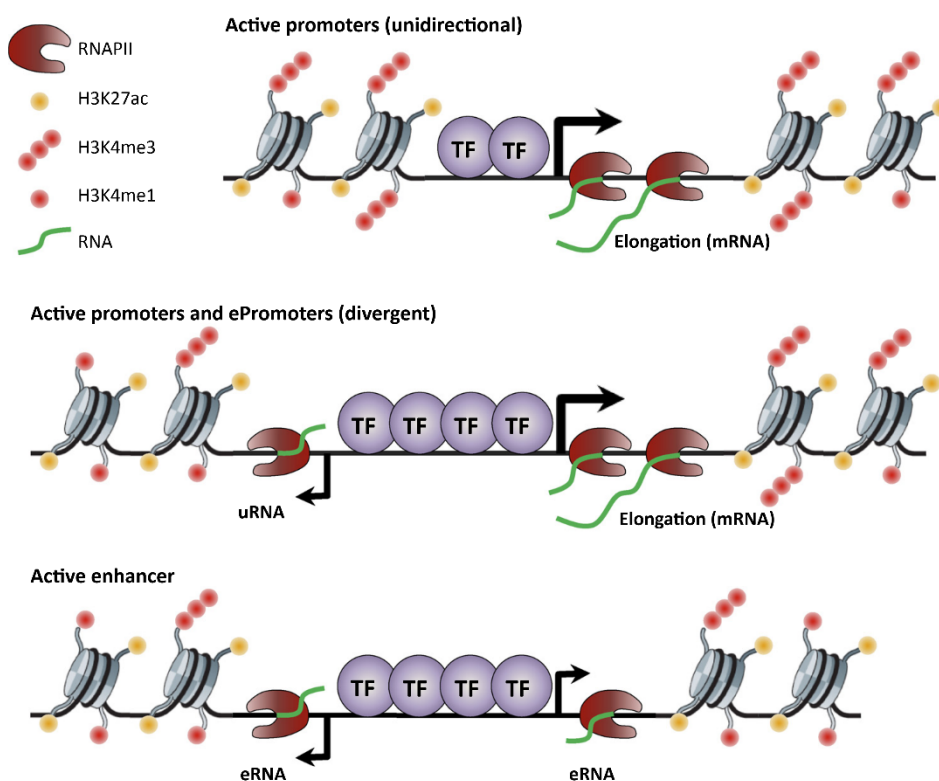 Active promoters (unidirectional)
RNAPII
H3K27ac
H3K4me3
H3K4me1
RNA
TF TF
Elongation (mRNA)
Active promoters and ePromoters (divergent)
TF TF TF TF
uRNA
Elongation (mRNA)
Active enhancer
TF TF TF TF
eRNA
eRNA